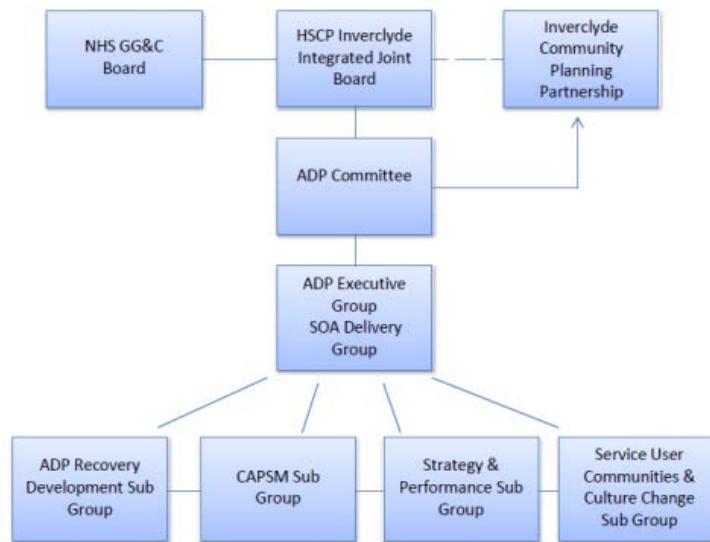 NHS GG&C
Board
HSCP Inverclyde
Integrated Joint
Board
Inverclyde
Community
Planning
Partnership
ADP Committee
ADP Executive
Group
SOA Delivery
Group
ADP Recovery
Development Sub
Group
CAPSM Sub
Group
Strategy &
Performance Sub
Group
Service User
Communities &
Culture Change
Sub Group